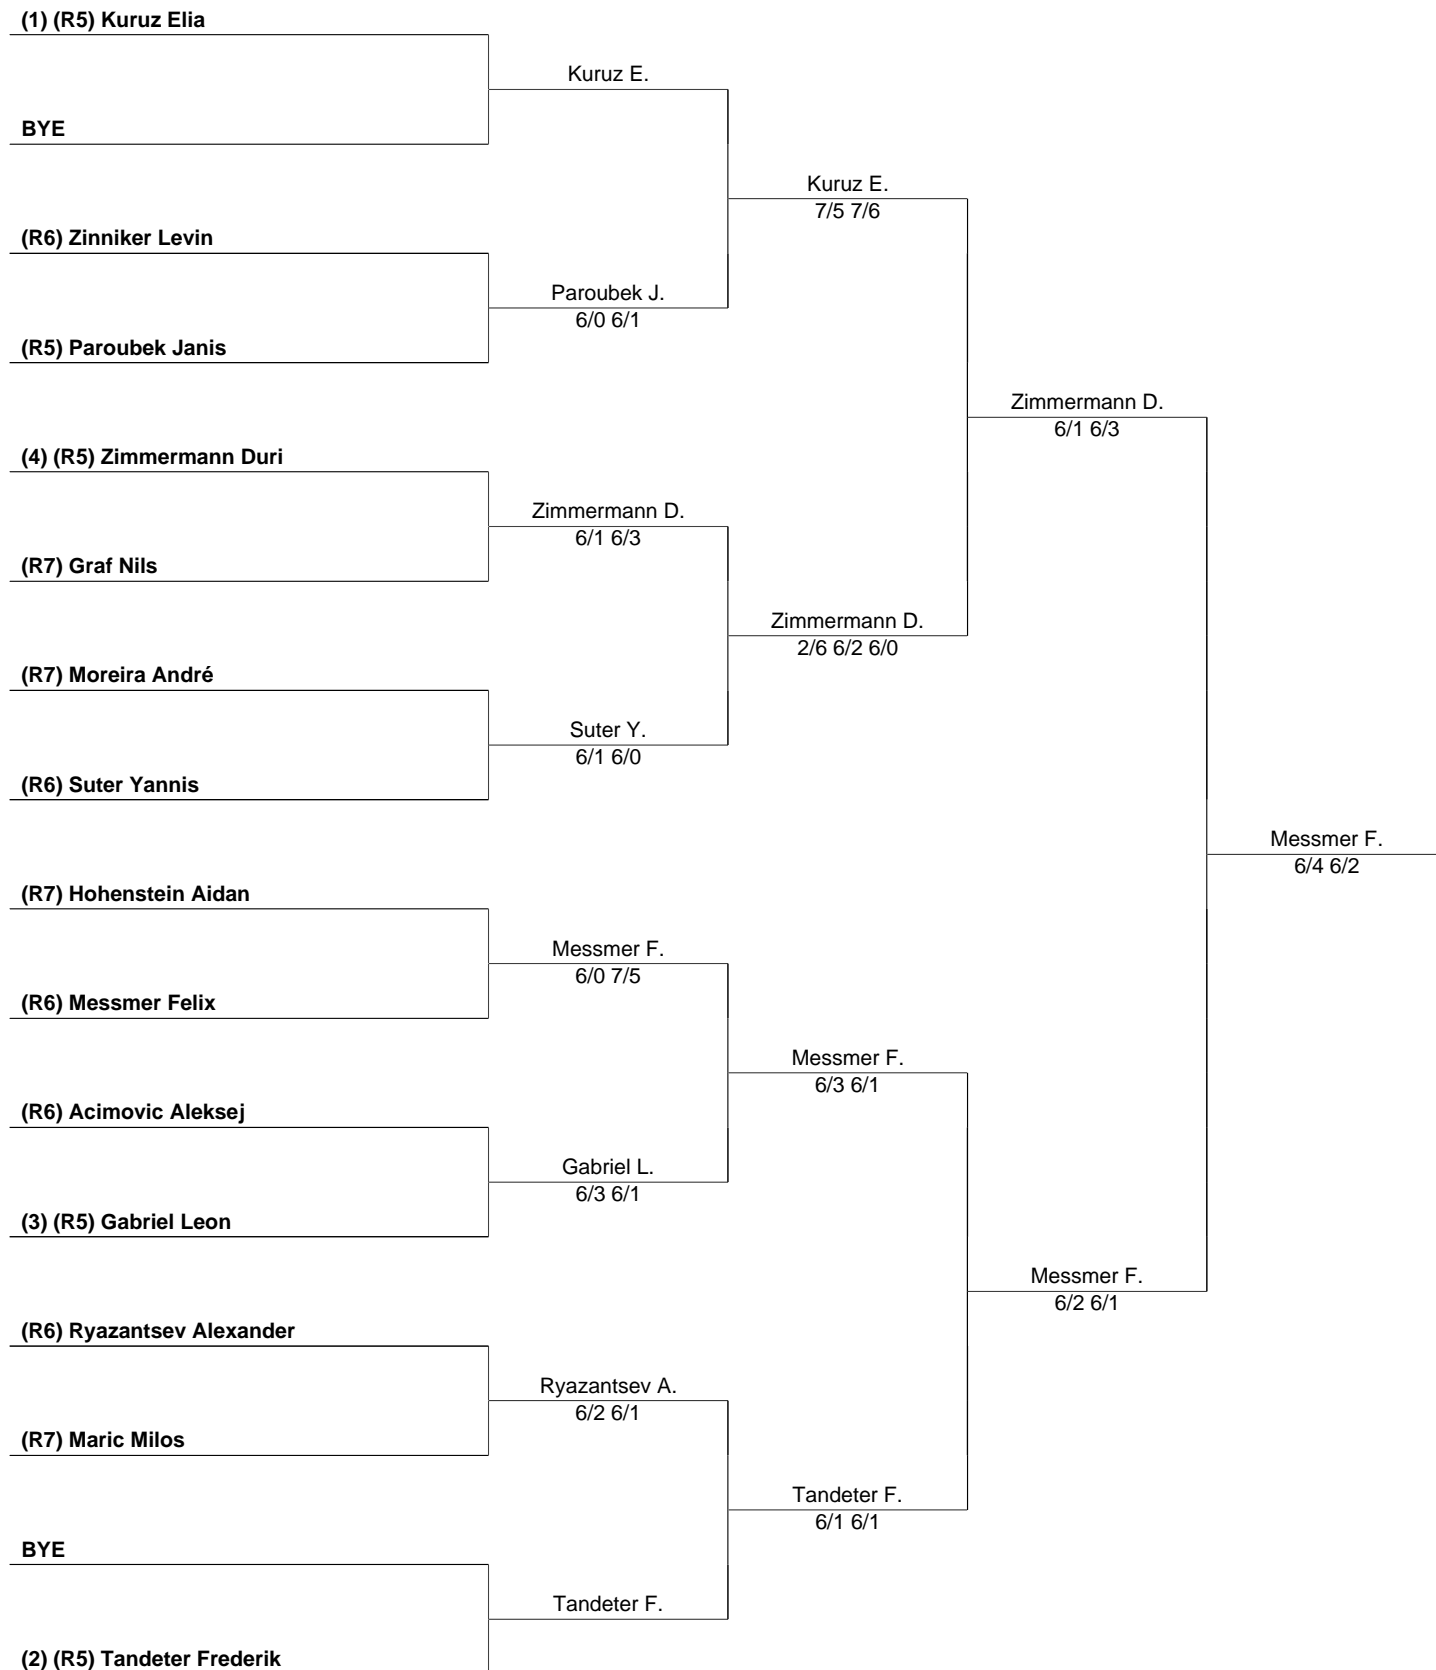 (1) (R5) Kuruz Elia
Kuruz E.
BYE
Kuruz E.
7/5 7/6
(R6) Zinniker Levin
Paroubek J.
6/0 6/1
(R5) Paroubek Janis
Zimmermann D.
6/1 6/3
(4) (R5) Zimmermann Duri
Zimmermann D.
6/1 6/3
(R7) Graf Nils
Zimmermann D.
2/6 6/2 6/0
(R7) Moreira André
Suter Y.
6/1 6/0
(R6) Suter Yannis
Messmer F.
6/4 6/2
(R7) Hohenstein Aidan
Messmer F.
6/0 7/5
(R6) Messmer Felix
Messmer F.
6/3 6/1
(R6) Acimovic Aleksej
Gabriel L.
6/3 6/1
(3) (R5) Gabriel Leon
Messmer F.
6/2 6/1
(R6) Ryazantsev Alexander
Ryazantsev A.
6/2 6/1
(R7) Maric Milos
Tandeter F.
6/1 6/1
BYE
Tandeter F.
(2) (R5) Tandeter Frederik